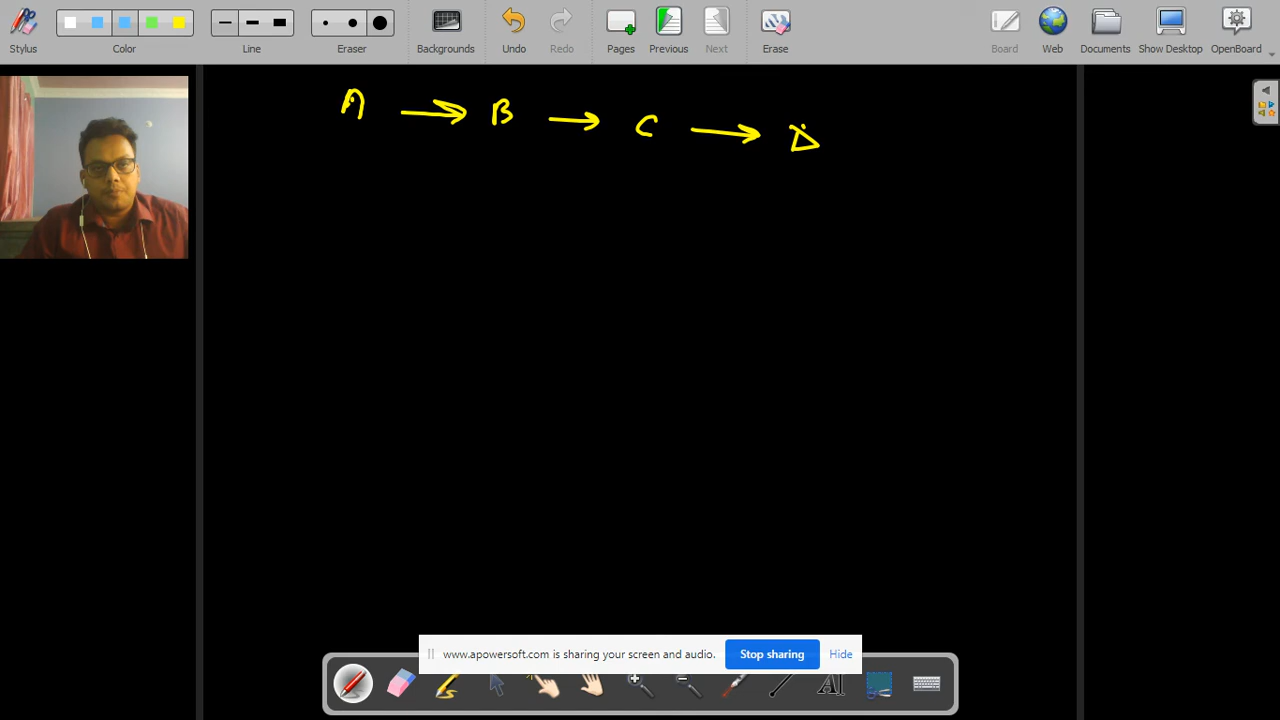 Stylus Color Line Eraser Backgrounds Undo Redo Pages Previous Next Erase Board Web Documents Show Desktop OpenBoard
A → B → C → D
www.apowersoft.com is sharing your screen and audio. Stop sharing Hide
AI